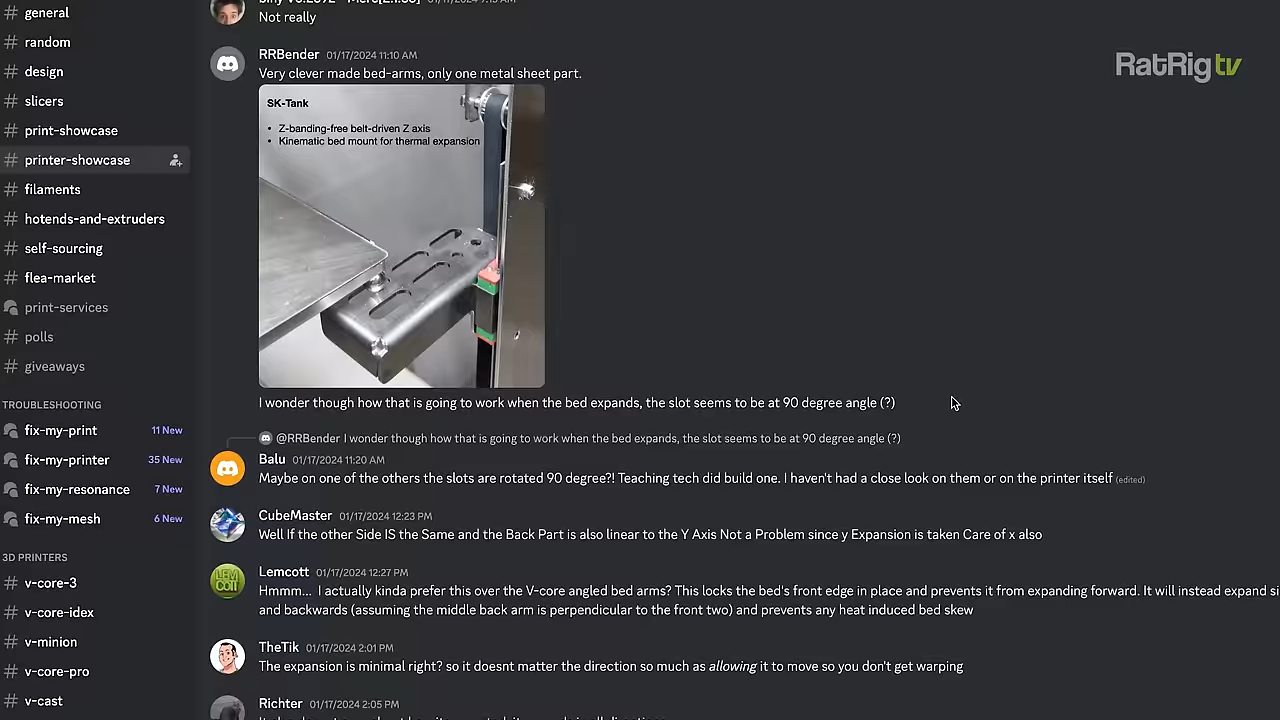 general
random
design
slicers
print-showcase
printer-showcase
filaments
hotends-and-extruders
self-sourcing
flea-market
print-services
polls
giveaways
TROUBLESHOOTING
fix-my-print 11 New
fix-my-printer 35 New
fix-my-resonance 7 New
fix-my-mesh 6 New
3D PRINTERS
v-core-3
v-core-idex
v-minion
v-core-pro
v-cast
Not really
RRBender 01/17/2024 11:10 AM
Very clever made bed-arms, only one metal sheet part.
SK-Tank
• Z-banding-free belt-driven Z axis
• Kinematic bed mount for thermal expansion
I wonder though how that is going to work when the bed expands, the slot seems to be at 90 degree angle (?)
@RRBender I wonder though how that is going to work when the bed expands, the slot seems to be at 90 degree angle (?)
Balu 01/17/2024 11:20 AM
Maybe on one of the others the slots are rotated 90 degree?! Teaching tech did build one. I haven't had a close look on them or on the printer itself (edited)
CubeMaster 01/17/2024 12:23 PM
Well If the other Side IS the Same and the Back Part is also linear to the Y Axis Not a Problem since y Expansion is taken Care of x also
LEM
COTT
Lemcott 01/17/2024 12:27 PM
Hmmm... I actually kinda prefer this over the V-core angled bed arms? This locks the bed's front edge in place and prevents it from expanding forward. It will instead expand si
and backwards (assuming the middle back arm is perpendicular to the front two) and prevents any heat induced bed skew
TheTik 01/17/2024 2:01 PM
The expansion is minimal right? so it doesnt matter the direction so much as allowing it to move so you don't get warping
Richter 01/17/2024 2:05 PM
RatRig tv